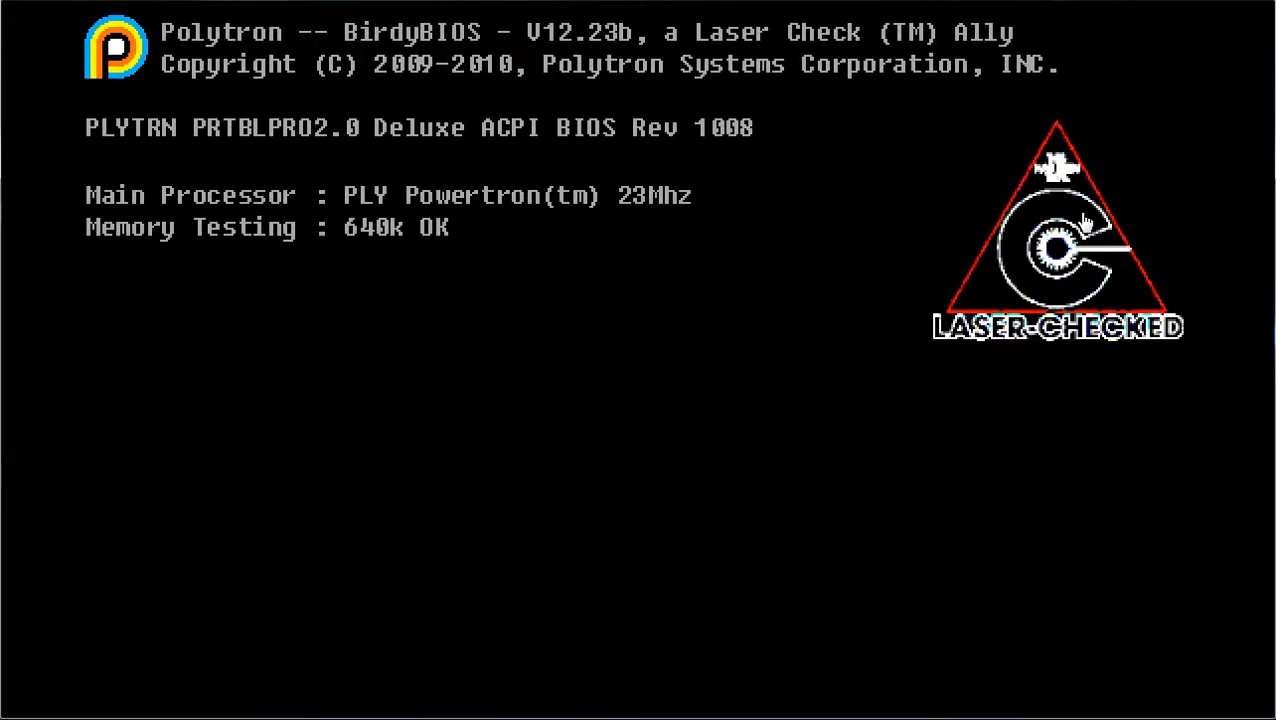 Polytron -- BirdyBIOS - V12.23b, a Laser Check (TM) Ally
Copyright (C) 2009-2010, Polytron Systems Corporation, INC.
PLYTRN PRTBLPRO2.0 Deluxe ACPI BIOS Rev 1008
Main Processor : PLY Powertron(tm) 23Mhz
Memory Testing : 640k OK
LASER-CHECKED